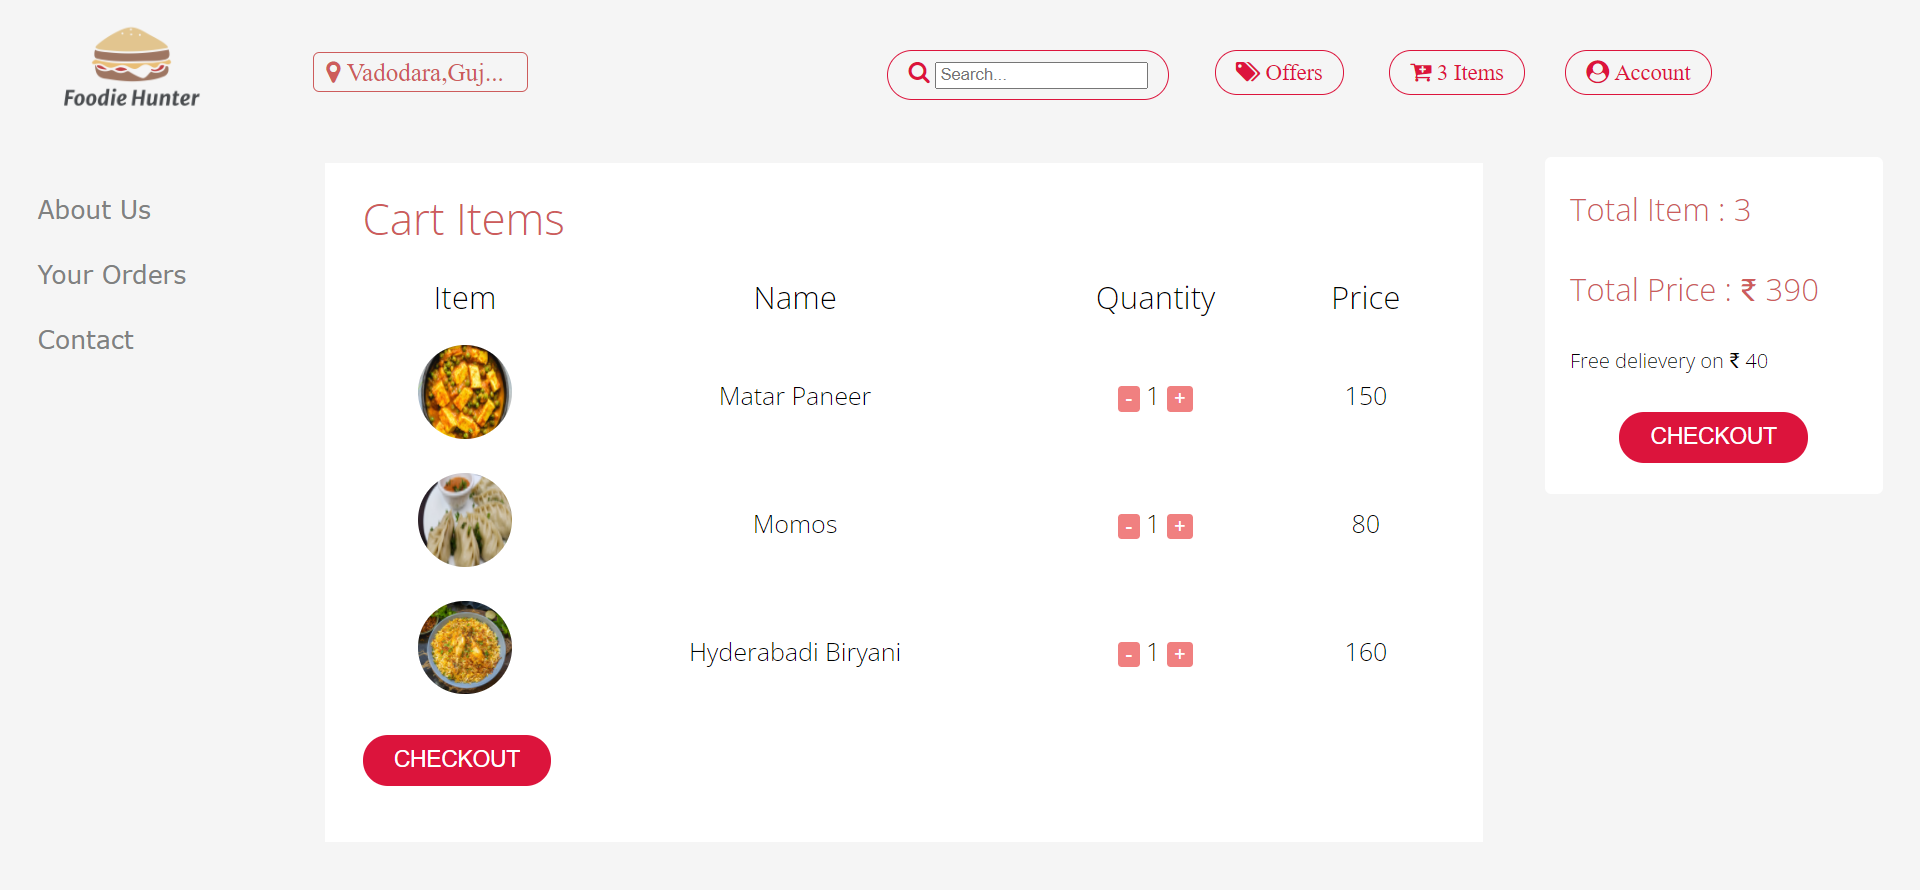 Foodie Hunter
Vadodara,Guj...
Search...
Offers
3 Items
Account
About Us
Your Orders
Contact
Cart Items
Item Name Quantity Price
Matar Paneer - 1 + 150
Momos - 1 + 80
Hyderabadi Biryani - 1 + 160
CHECKOUT
Total Item : 3
Total Price : ₹ 390
Free delievery on ₹ 40
CHECKOUT